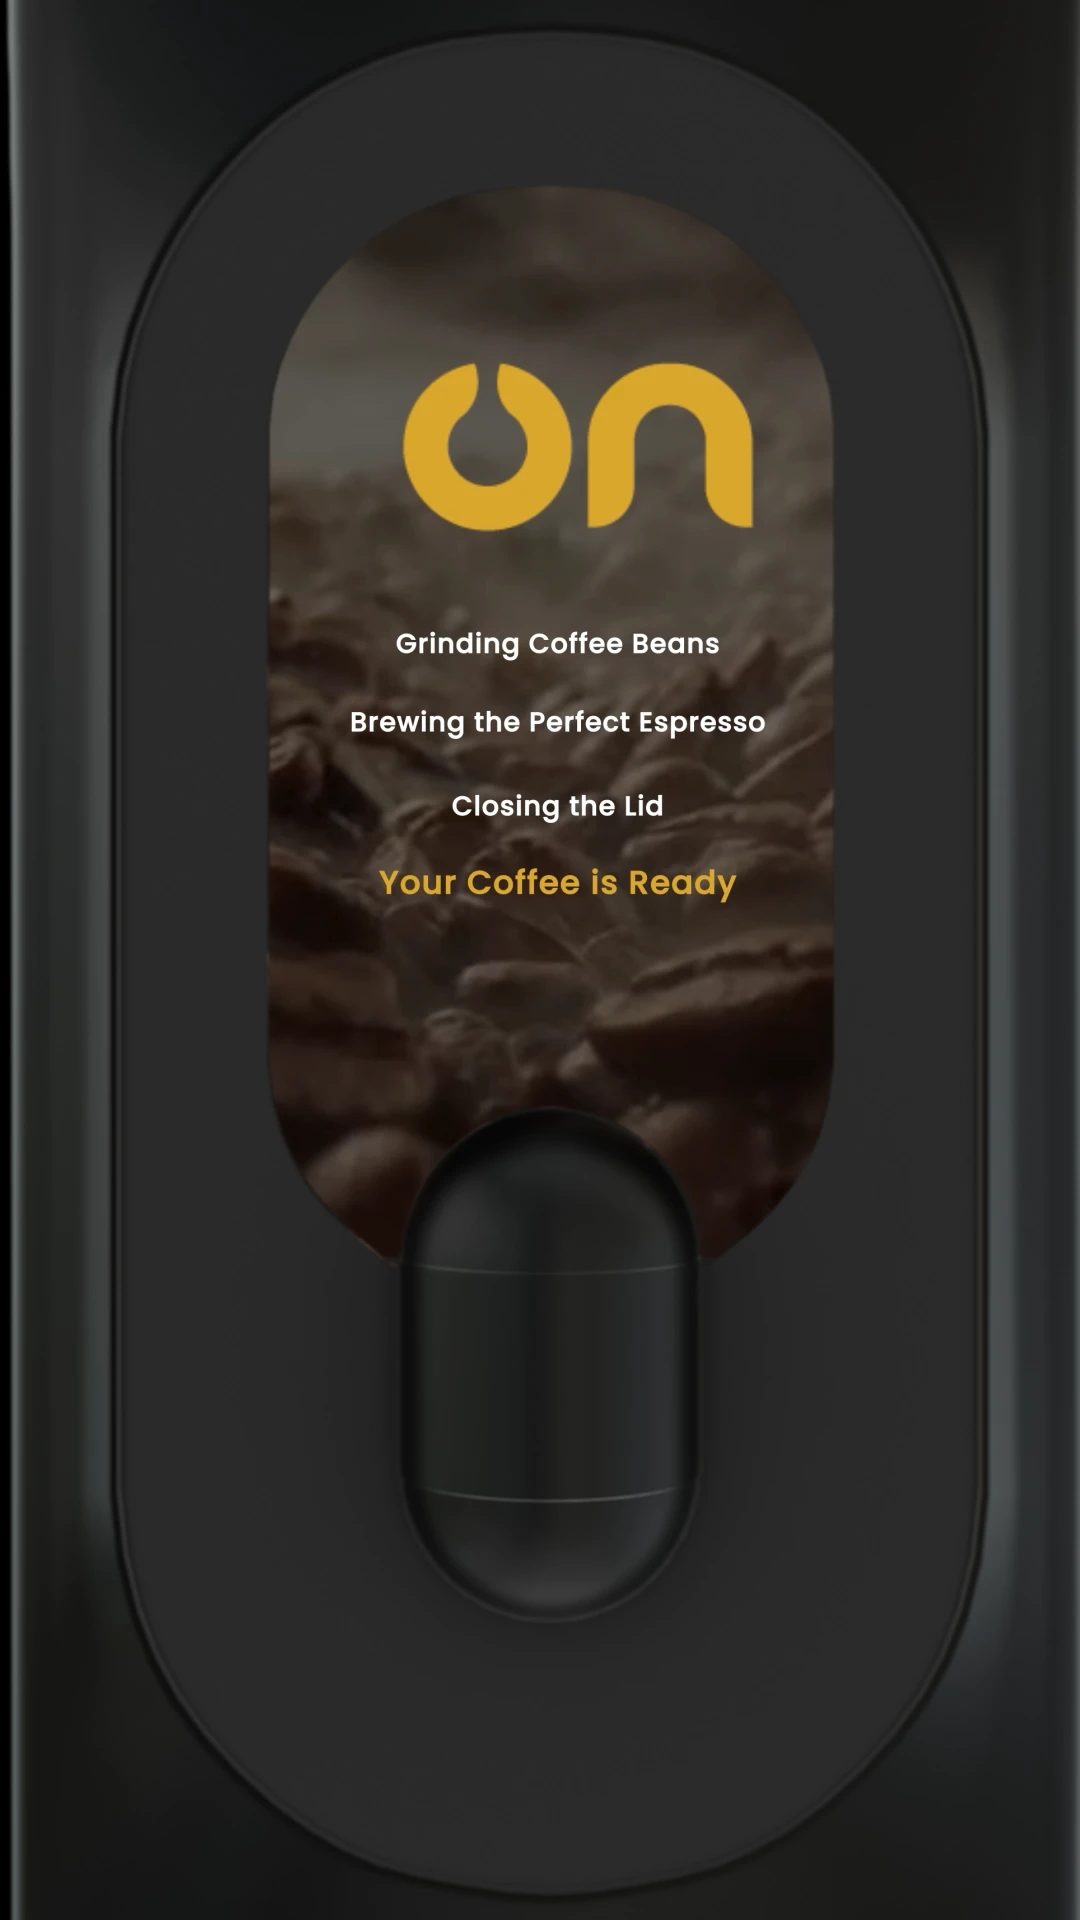 on
Grinding Coffee Beans
Brewing the Perfect Espresso
Closing the Lid
Your Coffee is Ready